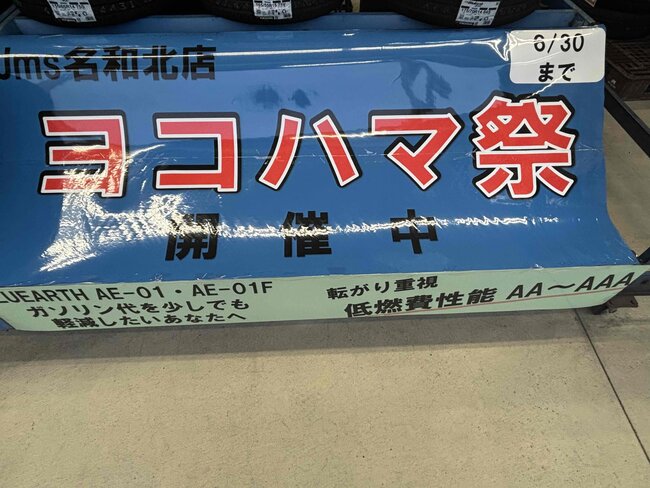 Jms名和北店
6/30
まで
ヨコハマ祭
開催中
LUEARTH AE-01・AE-01F
ガソリン代を少しでも
軽減したいあなたへ
転がり重視
低燃費性能 AA～AAA